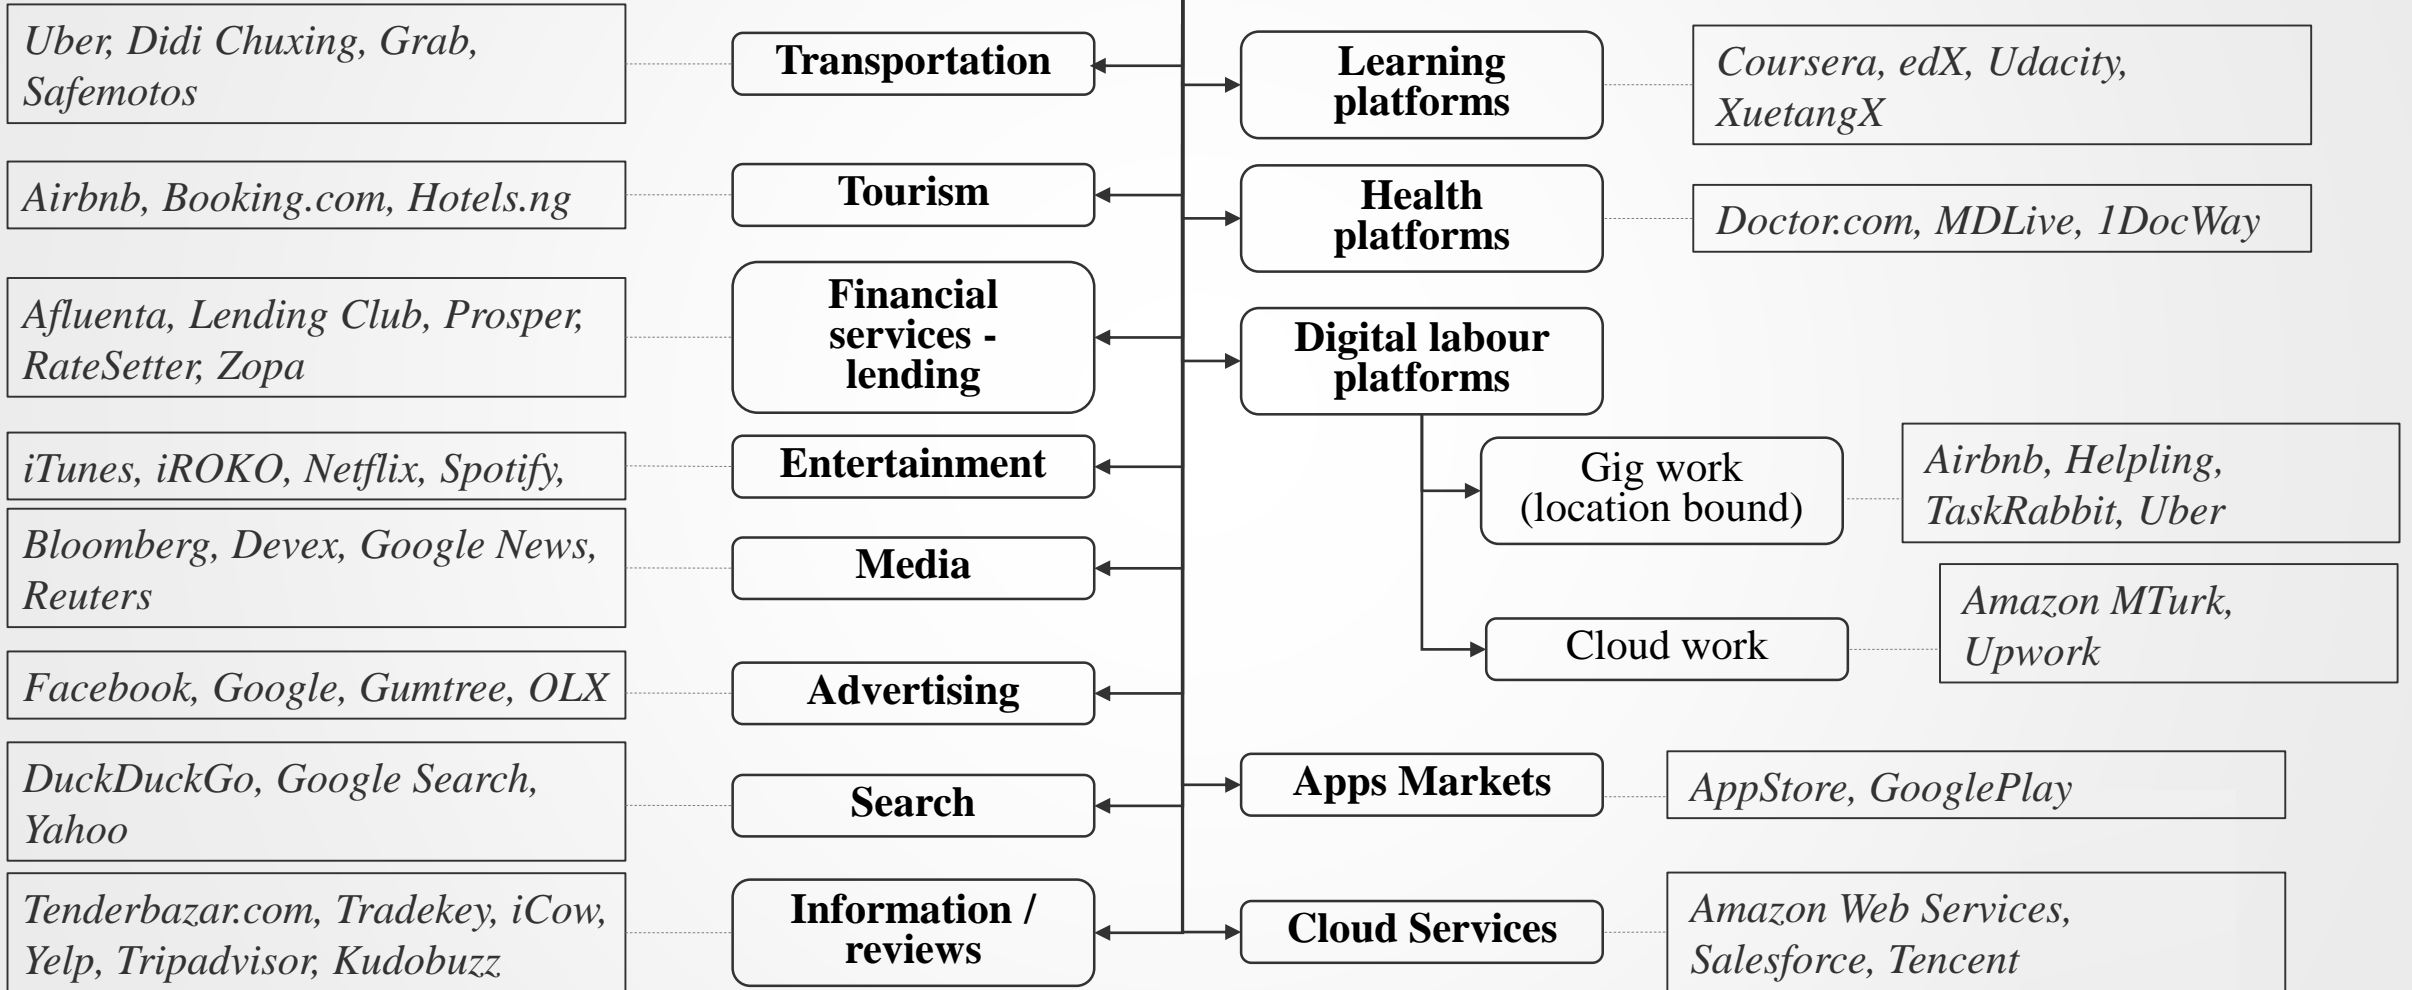 Uber, Didi Chuxing, Grab,
Safemotos
Transportation
Learning
platforms
Coursera, edX, Udacity,
XuetangX
Airbnb, Booking.com, Hotels.ng
Tourism
Health
platforms
Doctor.com, MDLive, 1DocWay
Afluenta, Lending Club, Prosper,
RateSetter, Zopa
Financial
services -
lending
Digital labour
platforms
iTunes, iROKO, Netflix, Spotify,
Entertainment
Gig work
(location bound)
Airbnb, Helpling,
TaskRabbit, Uber
Bloomberg, Devex, Google News,
Reuters
Media
Cloud work
Amazon MTurk,
Upwork
Facebook, Google, Gumtree, OLX
Advertising
DuckDuckGo, Google Search,
Yahoo
Search
Apps Markets
AppStore, GooglePlay
Tenderbazar.com, Tradekey, iCow,
Yelp, Tripadvisor, Kudobuzz
Information /
reviews
Cloud Services
Amazon Web Services,
Salesforce, Tencent